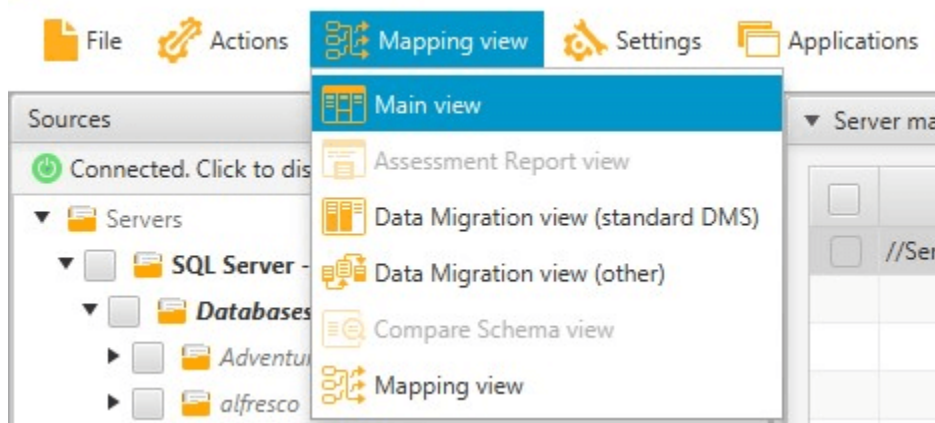 File Actions Mapping view Settings Applications
Main view
Assessment Report view
Data Migration view (standard DMS)
Data Migration view (other)
Compare Schema view
Mapping view
Sources
Connected. Click to dis
Servers
SQL Server -
Databases
Adventu
alfresco
Server ma
//Ser